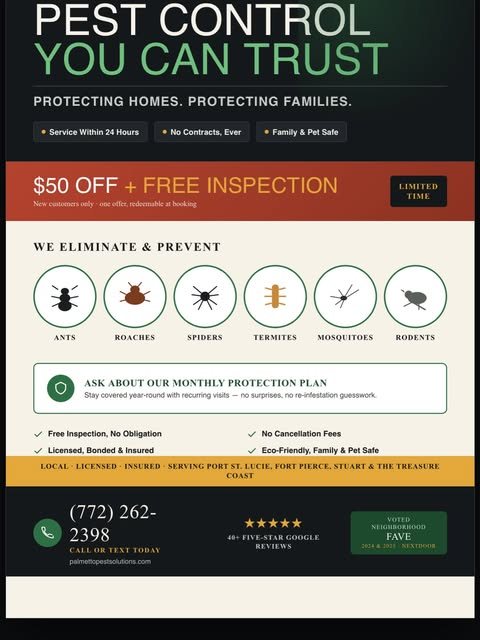 PEST CONTROL
YOU CAN TRUST
PROTECTING HOMES. PROTECTING FAMILIES.
Service Within 24 Hours
No Contracts, Ever
Family & Pet Safe
$50 OFF + FREE INSPECTION
New customers only · one offer, redeemable at booking
LIMITED
TIME
WE ELIMINATE & PREVENT
ANTS
ROACHES
SPIDERS
TERMITES
MOSQUITOES
RODENTS
ASK ABOUT OUR MONTHLY PROTECTION PLAN
Stay covered year-round with recurring visits — no surprises, no re-infestation guesswork.
Free Inspection, No Obligation
No Cancellation Fees
Licensed, Bonded & Insured
Eco-Friendly, Family & Pet Safe
LOCAL · LICENSED · INSURED · SERVING PORT ST. LUCIE, FORT PIERCE, STUART & THE TREASURE
COAST
(772) 262-
2398
CALL OR TEXT TODAY
palmettopestsolutions.com
40+ FIVE-STAR GOOGLE
REVIEWS
VOTED
NEIGHBORHOOD
FAVE
2024 & 2025 · NEXTDOOR